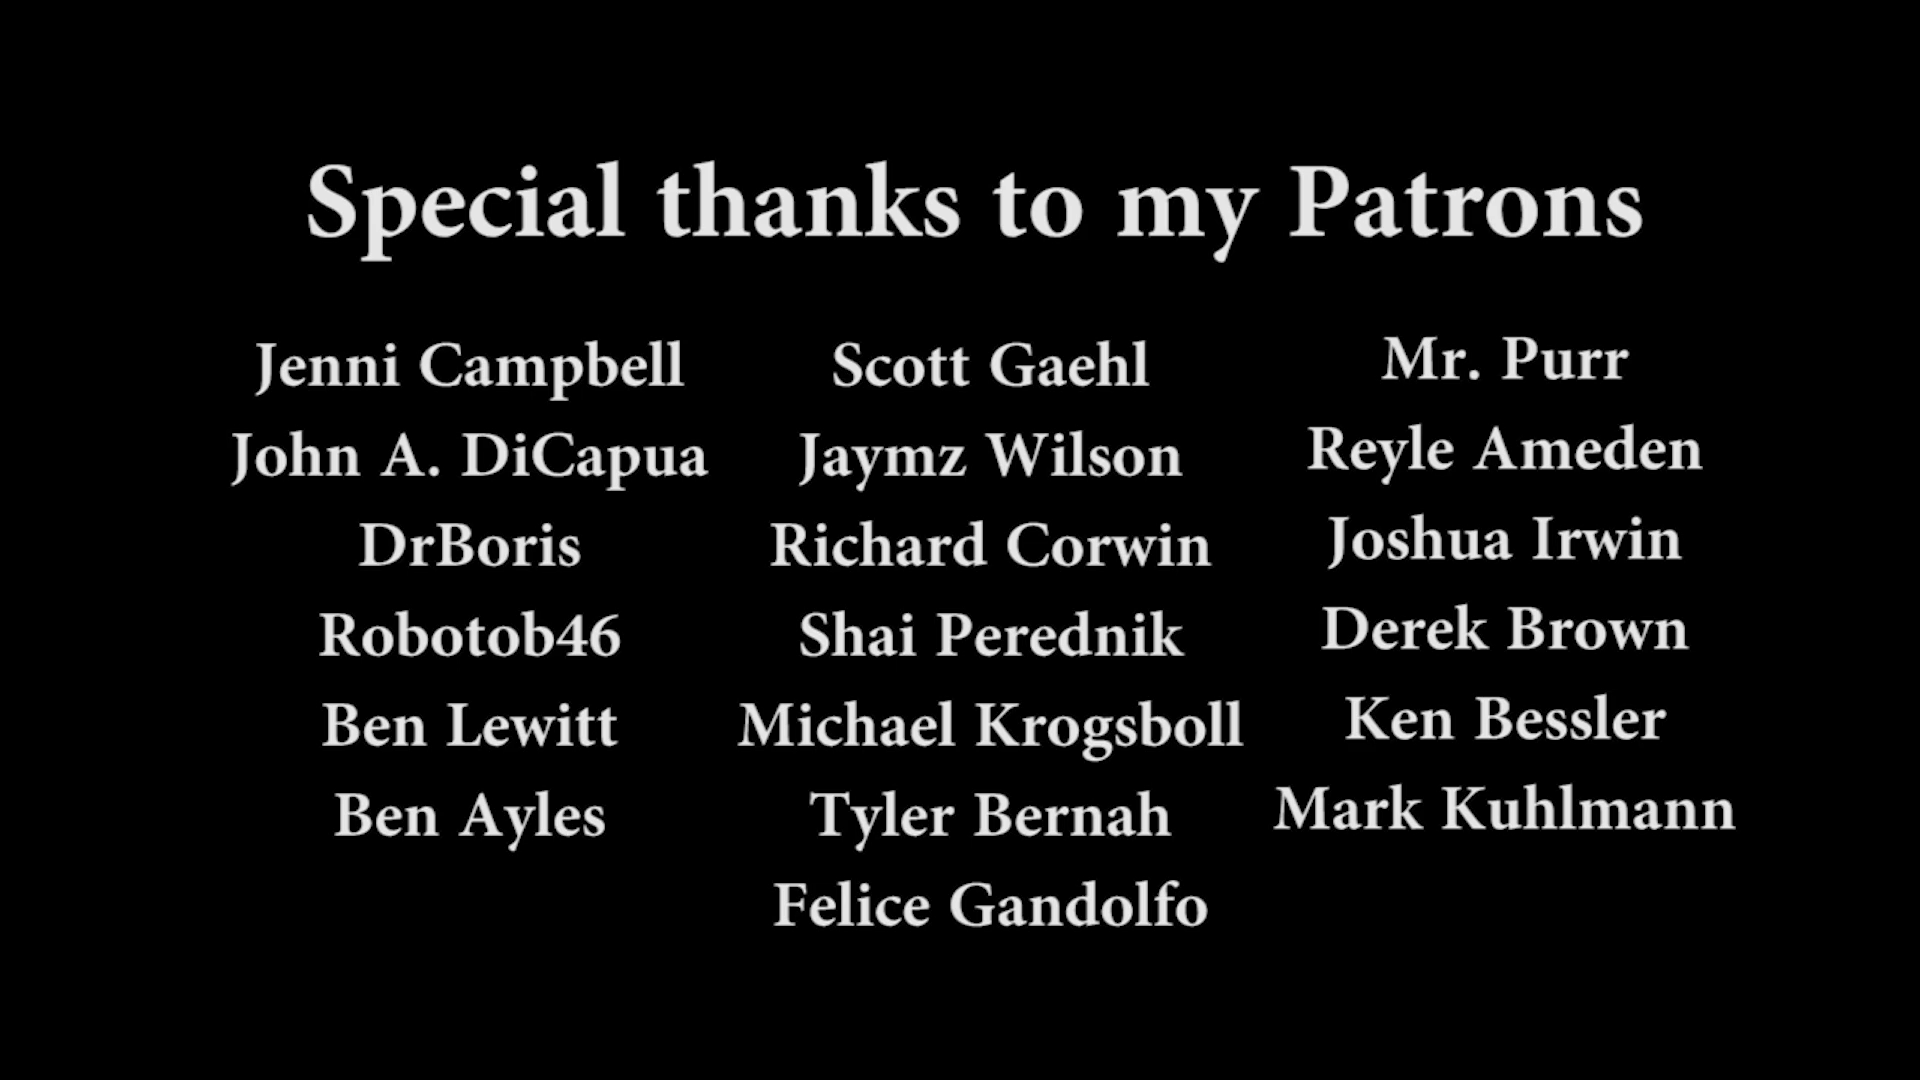 Special thanks to my Patrons
Jenni Campbell
John A. DiCapua
DrBoris
Robotob46
Ben Lewitt
Ben Ayles
Scott Gaehl
Jaymz Wilson
Richard Corwin
Shai Perednik
Michael Krogsboll
Tyler Bernah
Felice Gandolfo
Mr. Purr
Reyle Ameden
Joshua Irwin
Derek Brown
Ken Bessler
Mark Kuhlmann